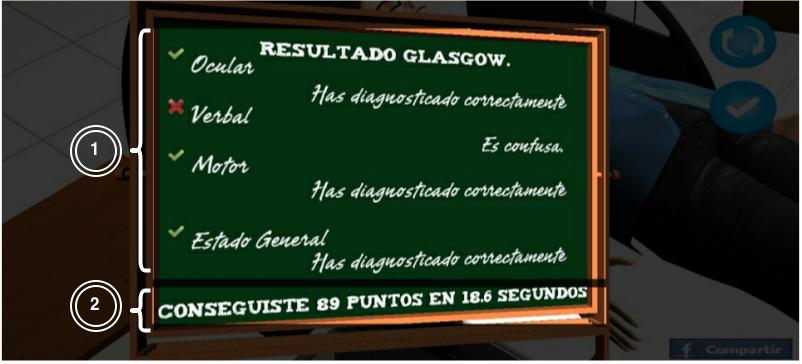 RESULTADO GLASGOW.
Ocular
Has diagnosticado correctamente
Verbal
Es confusa.
Motor
Has diagnosticado correctamente
Estado General
Has diagnosticado correctamente
CONSEGUISTE 89 PUNTOS EN 18.6 SEGUNDOS
1
2
f Compartir